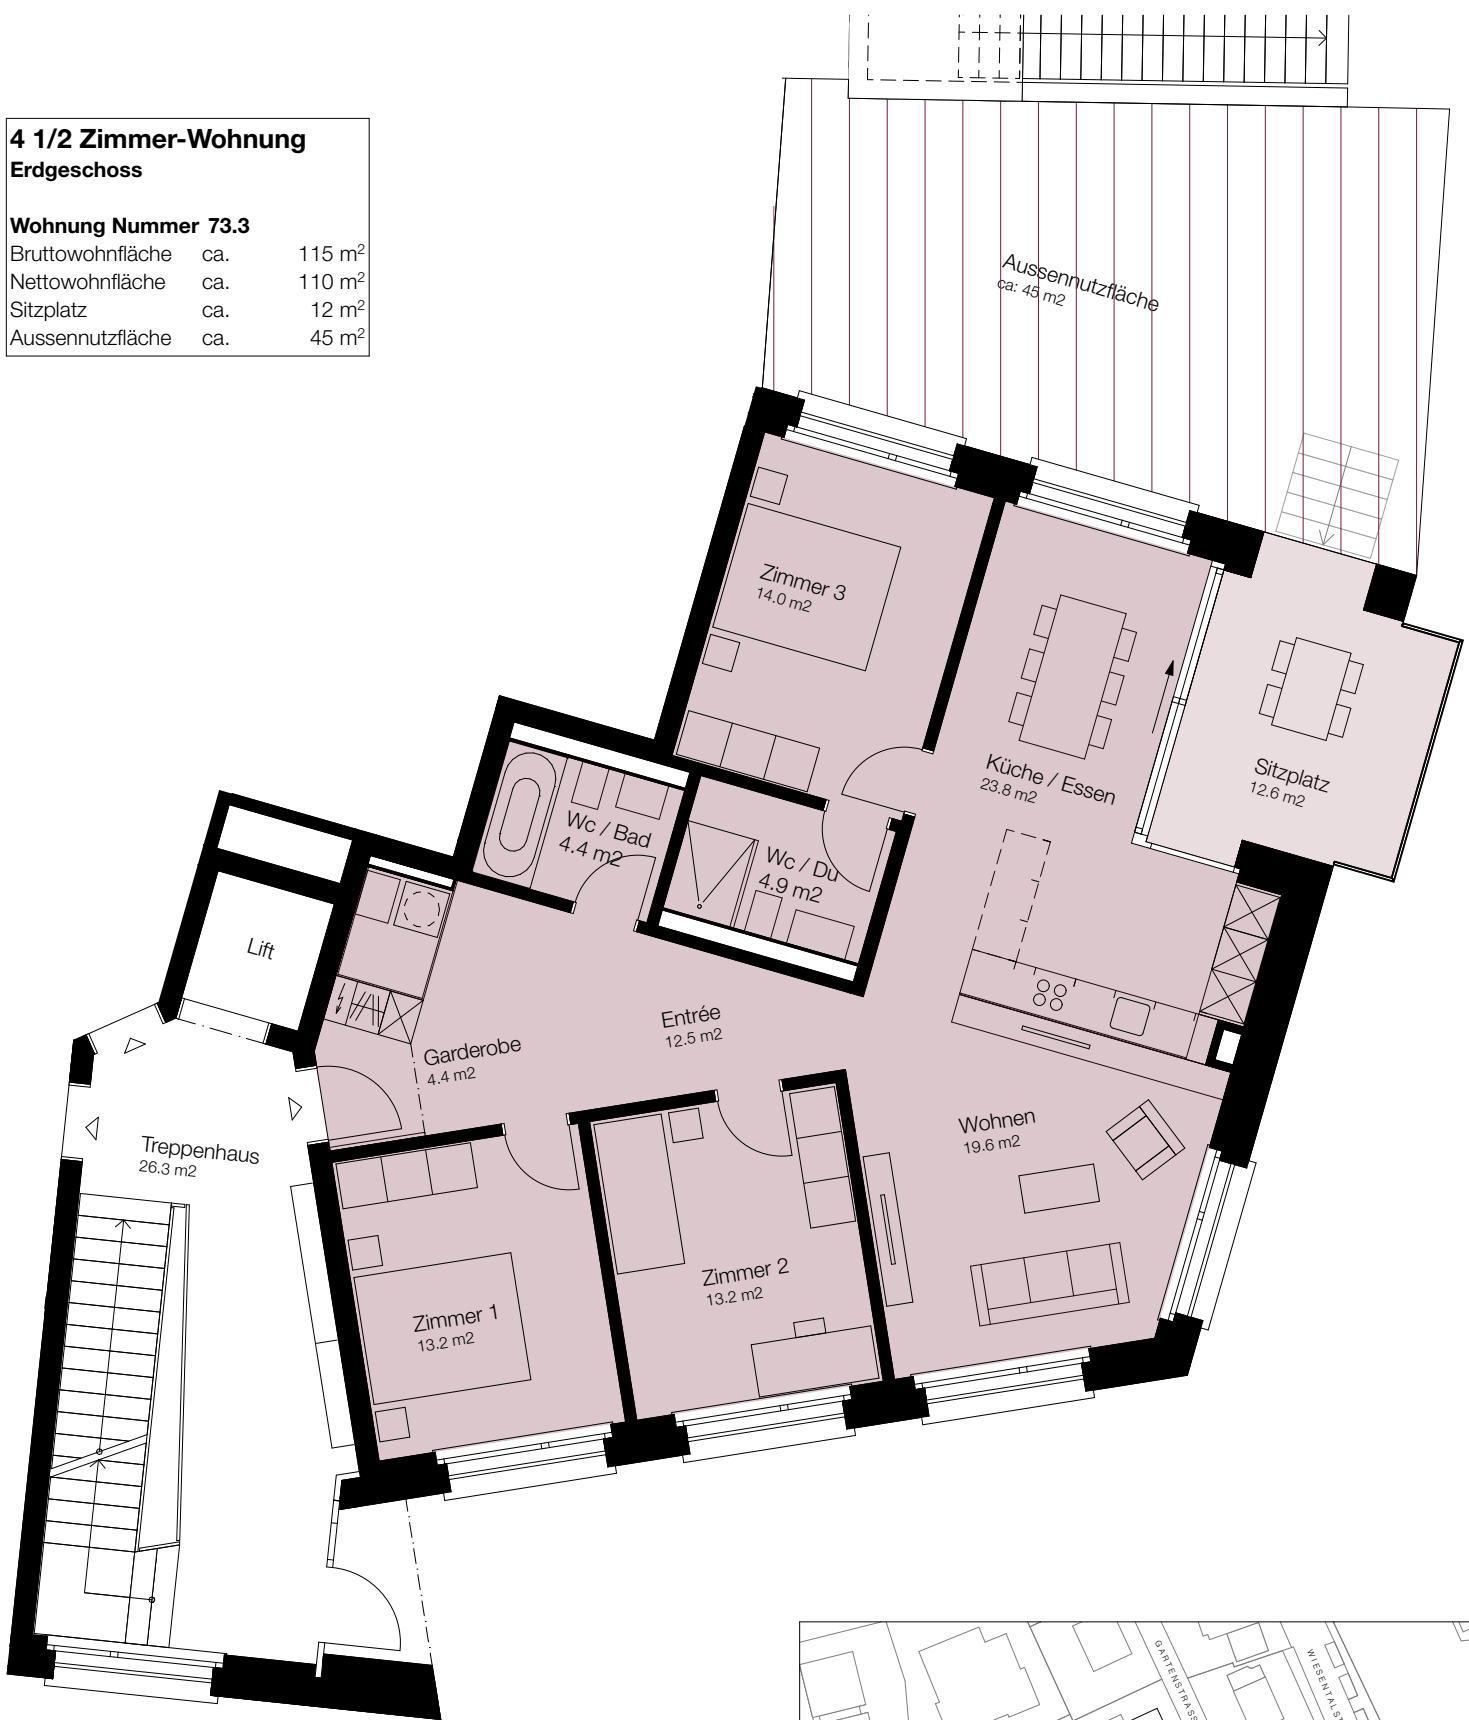 4 1/2 Zimmer-Wohnung
Erdgeschoss
Wohnung Nummer 73.3
Bruttowohnfläche ca. 115 m²
Nettowohnfläche ca. 110 m²
Sitzplatz ca. 12 m²
Aussennutzfläche ca. 45 m²
Aussennutzfläche
ca: 45 m2
Zimmer 3
14.0 m2
Küche / Essen
23.8 m2
Sitzplatz
12.6 m2
Wc / Bad
4.4 m2
Wc / Du
4.9 m2
Lift
Entrée
12.5 m2
Garderobe
4.4 m2
Wohnen
19.6 m2
Treppenhaus
26.3 m2
Zimmer 2
13.2 m2
Zimmer 1
13.2 m2
GARTENSTRASS
WIESENTALST